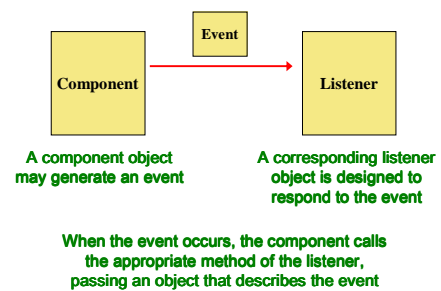 Event
Component
Listener
A component object
may generate an event
A corresponding listener
object is designed to
respond to the event
When the event occurs, the component calls
the appropriate method of the listener,
passing an object that describes the event